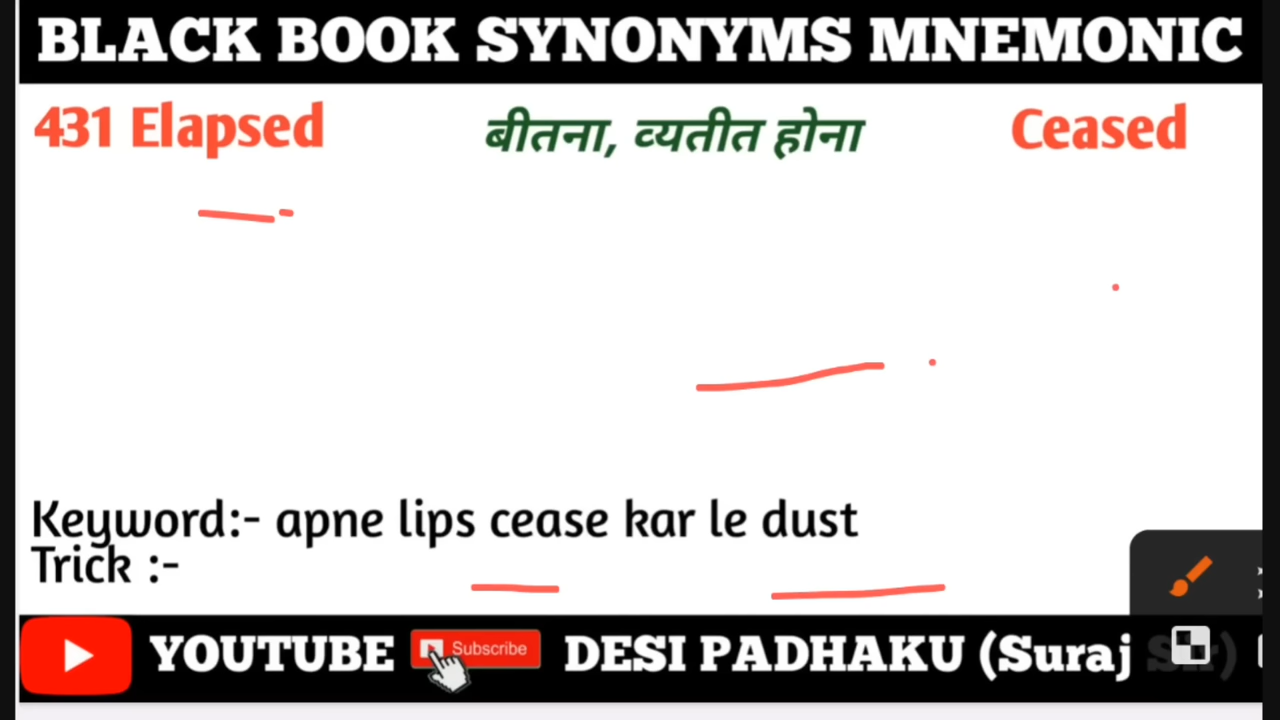 BLACK BOOK SYNONYMS MNEMONIC
431 Elapsed बीतना, व्यतीत होना Ceased
Keyword:- apne lips cease kar le dust
Trick :-
YOUTUBE Subscribe DESI PADHAKU (Suraj Sir)